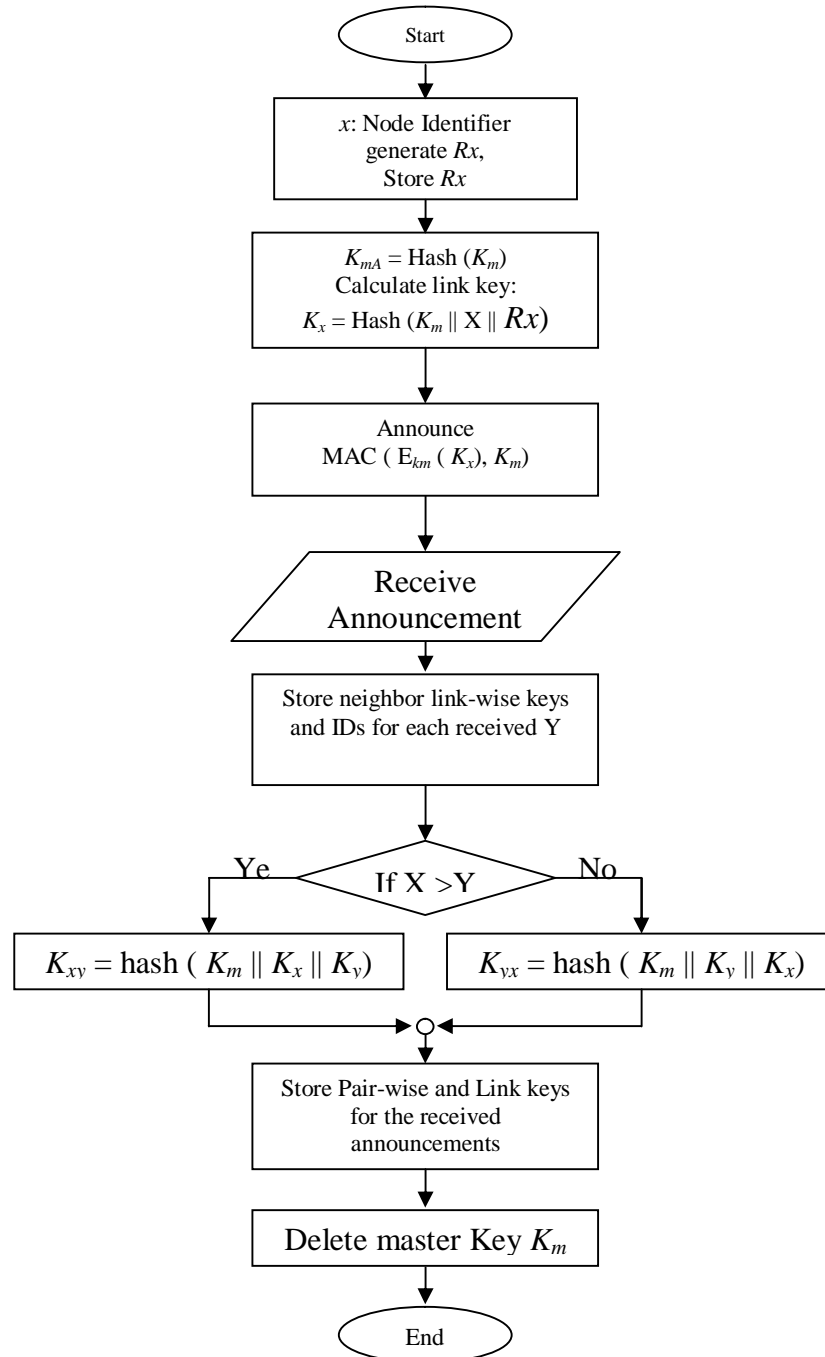 Start
x: Node Identifier
generate Rx,
Store Rx
KmA = Hash (Km)
Calculate link key:
Kx = Hash (Km || X || Rx)
Announce
MAC ( Ekm ( Kx), Km)
Receive
Announcement
Store neighbor link-wise keys
and IDs for each received Y
Ye
If X >Y
No
Kxy = hash ( Km || Kx || Ky)
Kyx = hash ( Km || Ky || Kx)
Store Pair-wise and Link keys
for the received
announcements
Delete master Key Km
End